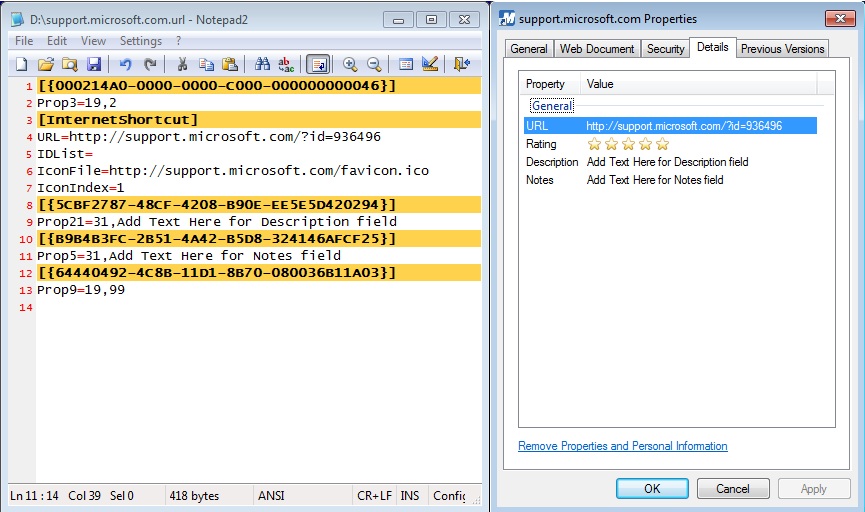 D:\support.microsoft.com.url - Notepad2
File Edit View Settings ?
1 [{000214A0-0000-0000-C000-000000000046}]
2 Prop3=19,2
3 [InternetShortcut]
4 URL=http://support.microsoft.com/?id=936496
5 IDList=
6 IconFile=http://support.microsoft.com/favicon.ico
7 IconIndex=1
8 [{5CBF2787-48CF-4208-B90E-EE5E5D420294}]
9 Prop21=31,Add Text Here for Description field
10 [{B9B4B3FC-2B51-4A42-B5D8-324146AFCF25}]
11 Prop5=31,Add Text Here for Notes field
12 [{64440492-4C8B-11D1-8B70-080036B11A03}]
13 Prop9=19,99
14
Ln 11 : 14 Col 39 Sel 0 418 bytes ANSI CR+LF INS Config
support.microsoft.com Properties
General Web Document Security Details Previous Versions
Property Value
General
URL http://support.microsoft.com/?id=936496
Rating
Description Add Text Here for Description field
Notes Add Text Here for Notes field
Remove Properties and Personal Information
OK Cancel Apply